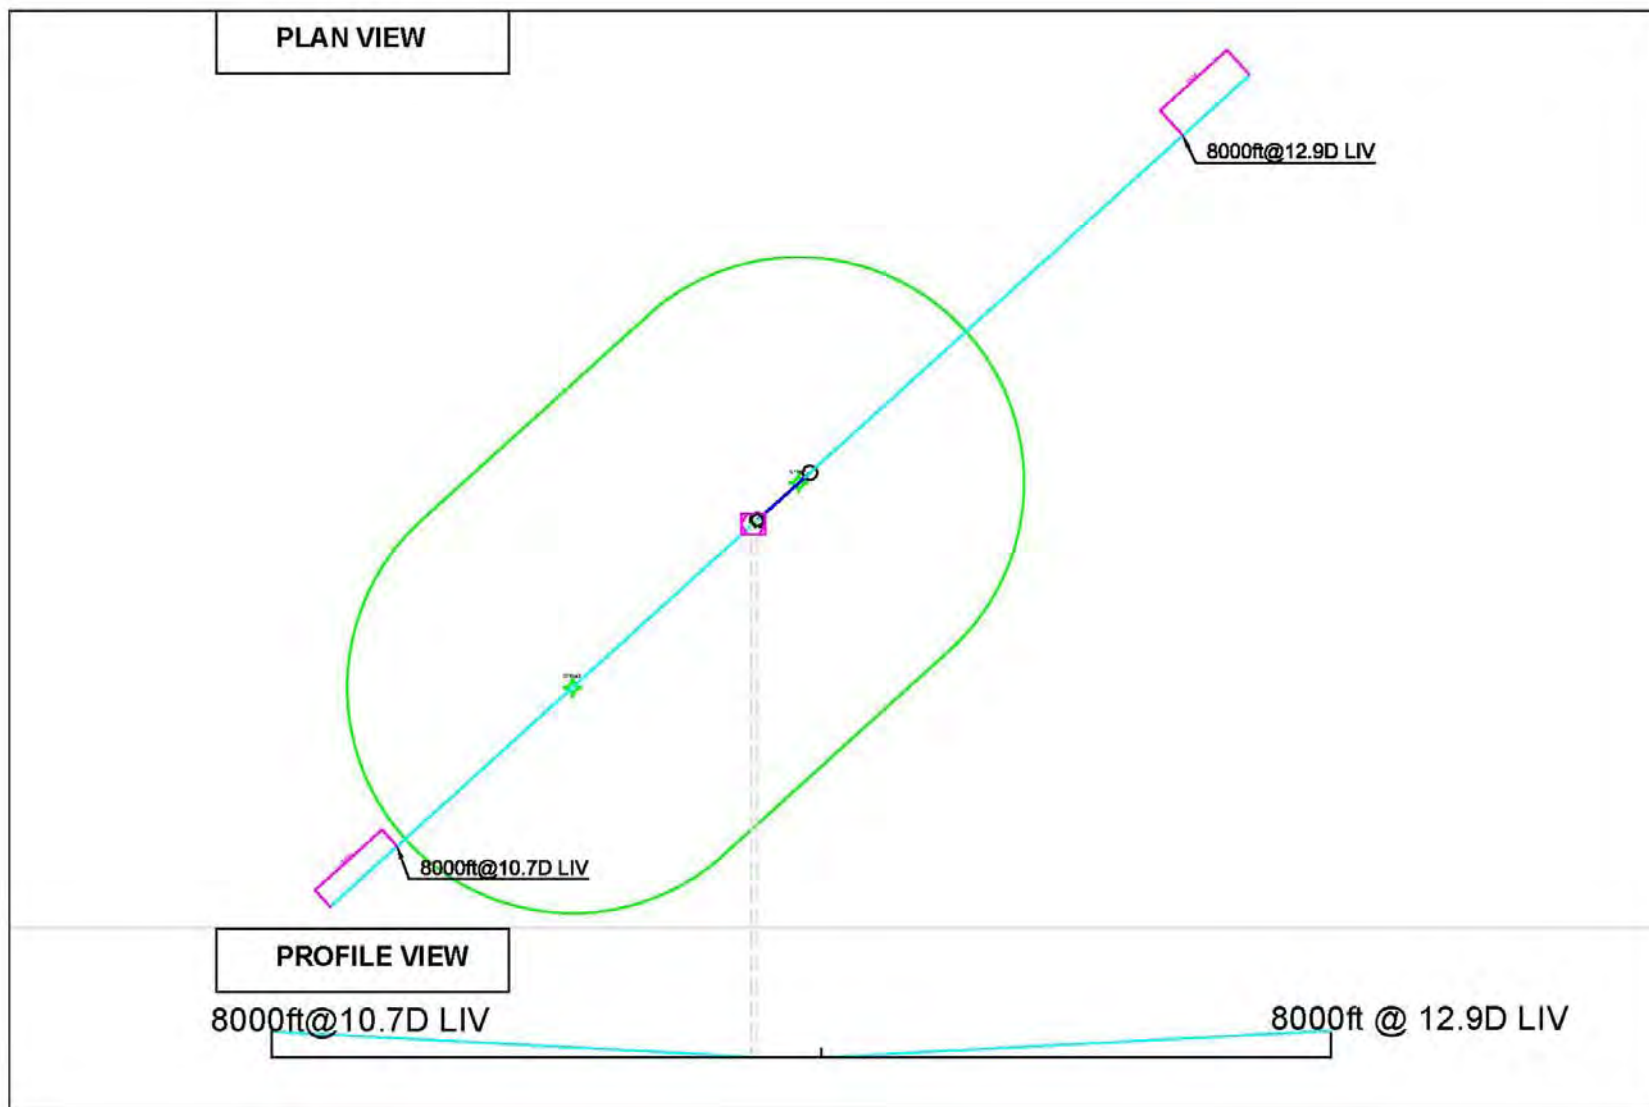 PLAN VIEW
8000ft@12.9D LIV
8000ft@10.7D LIV
PROFILE VIEW
8000ft@10.7D LIV
8000ft @ 12.9D LIV